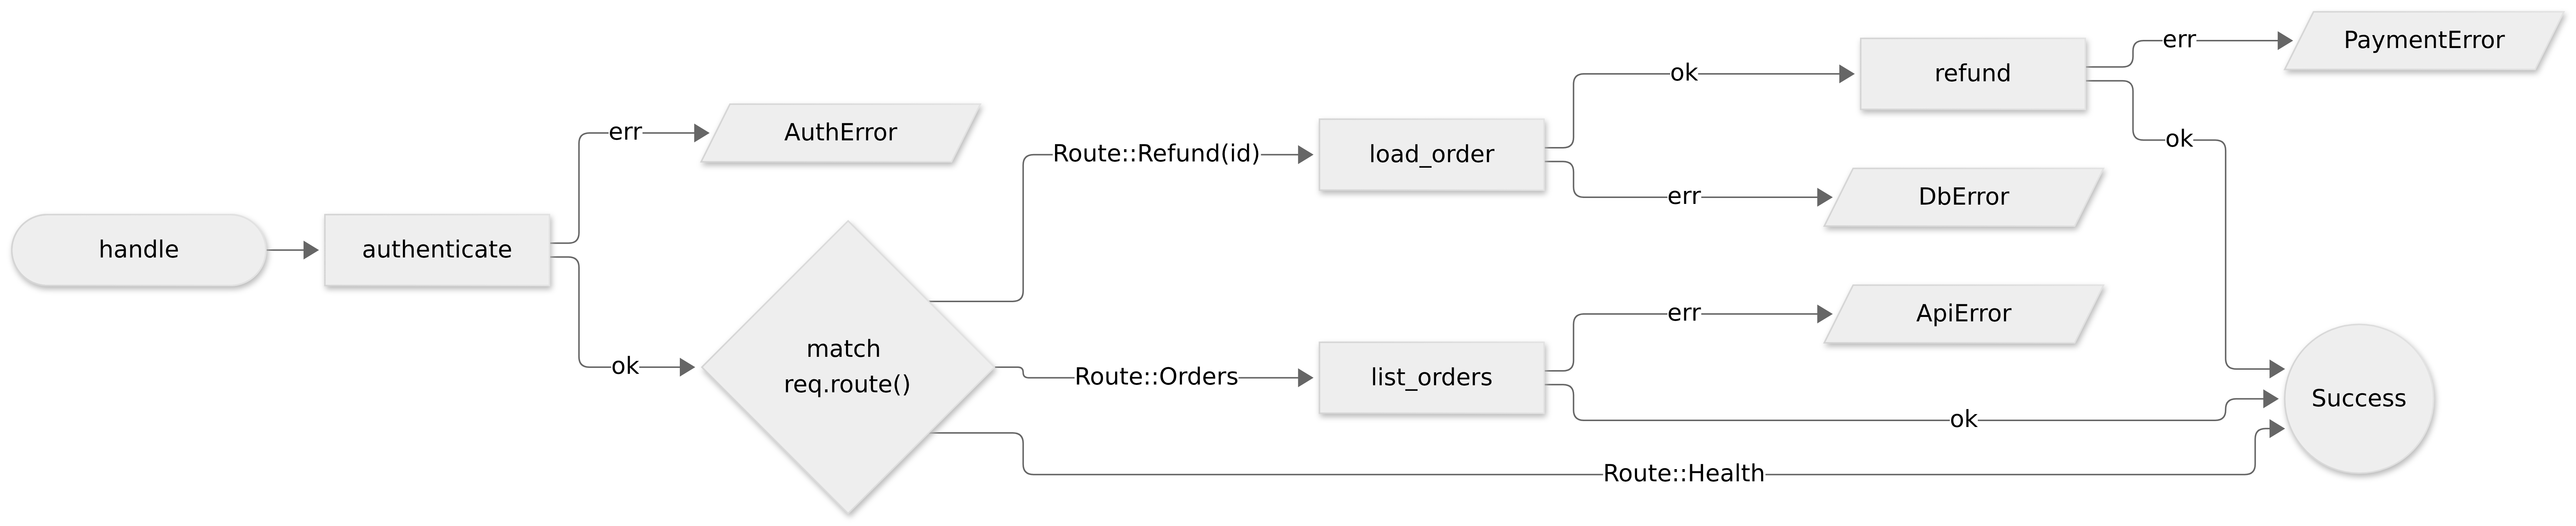 handle
authenticate
err
AuthError
ok
match
req.route()
Route::Refund(id)
load_order
ok
refund
err
PaymentError
ok
err
DbError
Route::Orders
list_orders
err
ApiError
ok
Route::Health
Success